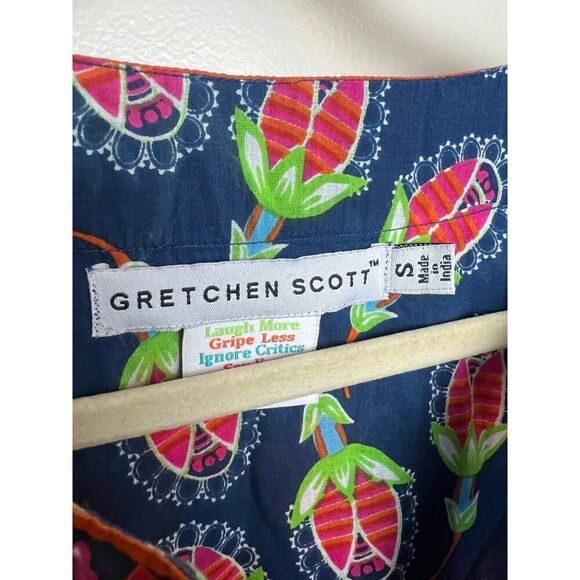 GRETCHEN SCOTT™
S
Made
in
India
Laugh More
Gripe Less
Ignore Critics